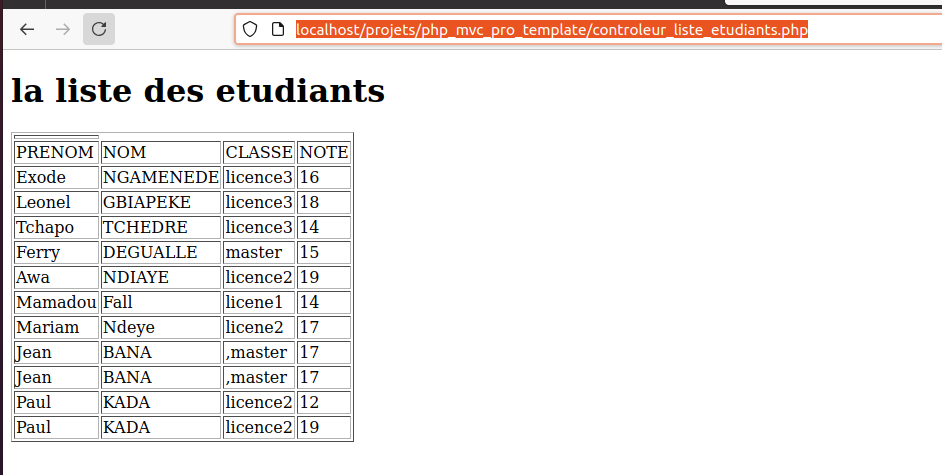 localhost/projets/php_mvc_pro_template/controleur_liste_etudiants.php
la liste des etudiants
PRENOM NOM CLASSE NOTE
Exode NGAMENEDE licence3 16
Leonel GBIAPEKE licence3 18
Tchapo TCHEDRE licence3 14
Ferry DEGUALLE master 15
Awa NDIAYE licence2 19
Mamadou Fall licene1 14
Mariam Ndeye licene2 17
Jean BANA ,master 17
Jean BANA ,master 17
Paul KADA licence2 12
Paul KADA licence2 19